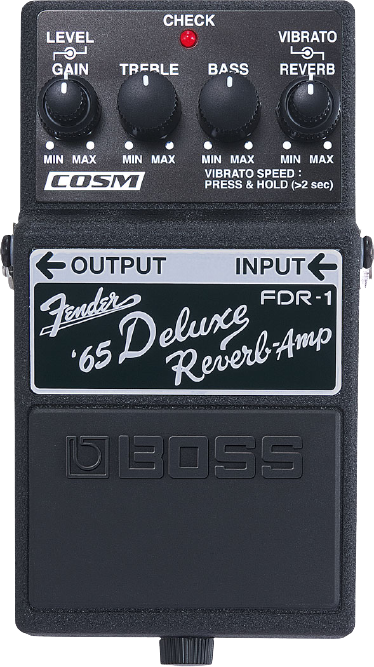 CHECK
LEVEL VIBRATO
GAIN TREBLE BASS REVERB
MIN MAX MIN MAX MIN MAX MIN MAX
COSM
VIBRATO SPEED :
PRESS & HOLD (>2 sec)
OUTPUT INPUT
Fender FDR-1
'65 Deluxe
Reverb-Amp
BOSS